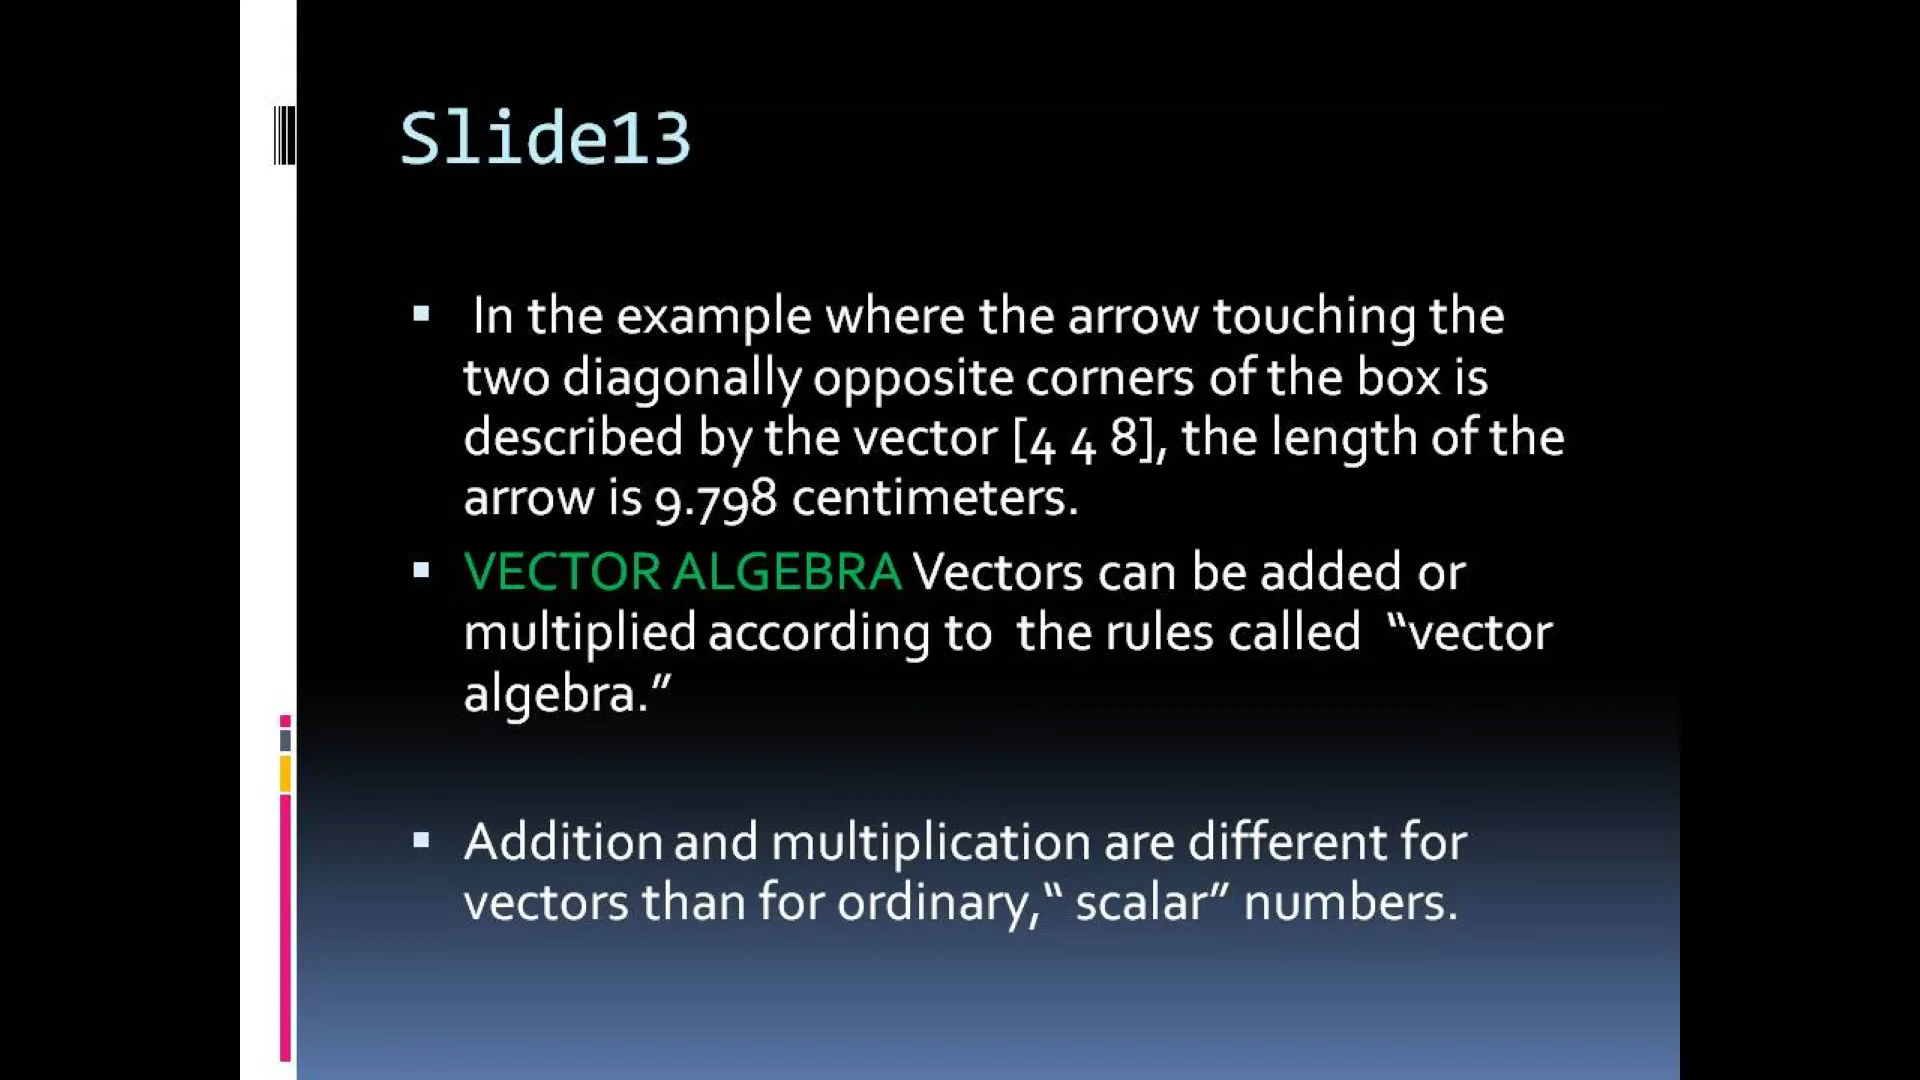 Slide13
In the example where the arrow touching the
two diagonally opposite corners of the box is
described by the vector [4 4 8], the length of the
arrow is 9.798 centimeters.
VECTOR ALGEBRA Vectors can be added or
multiplied according to the rules called “vector
algebra.”
Addition and multiplication are different for
vectors than for ordinary,“ scalar” numbers.